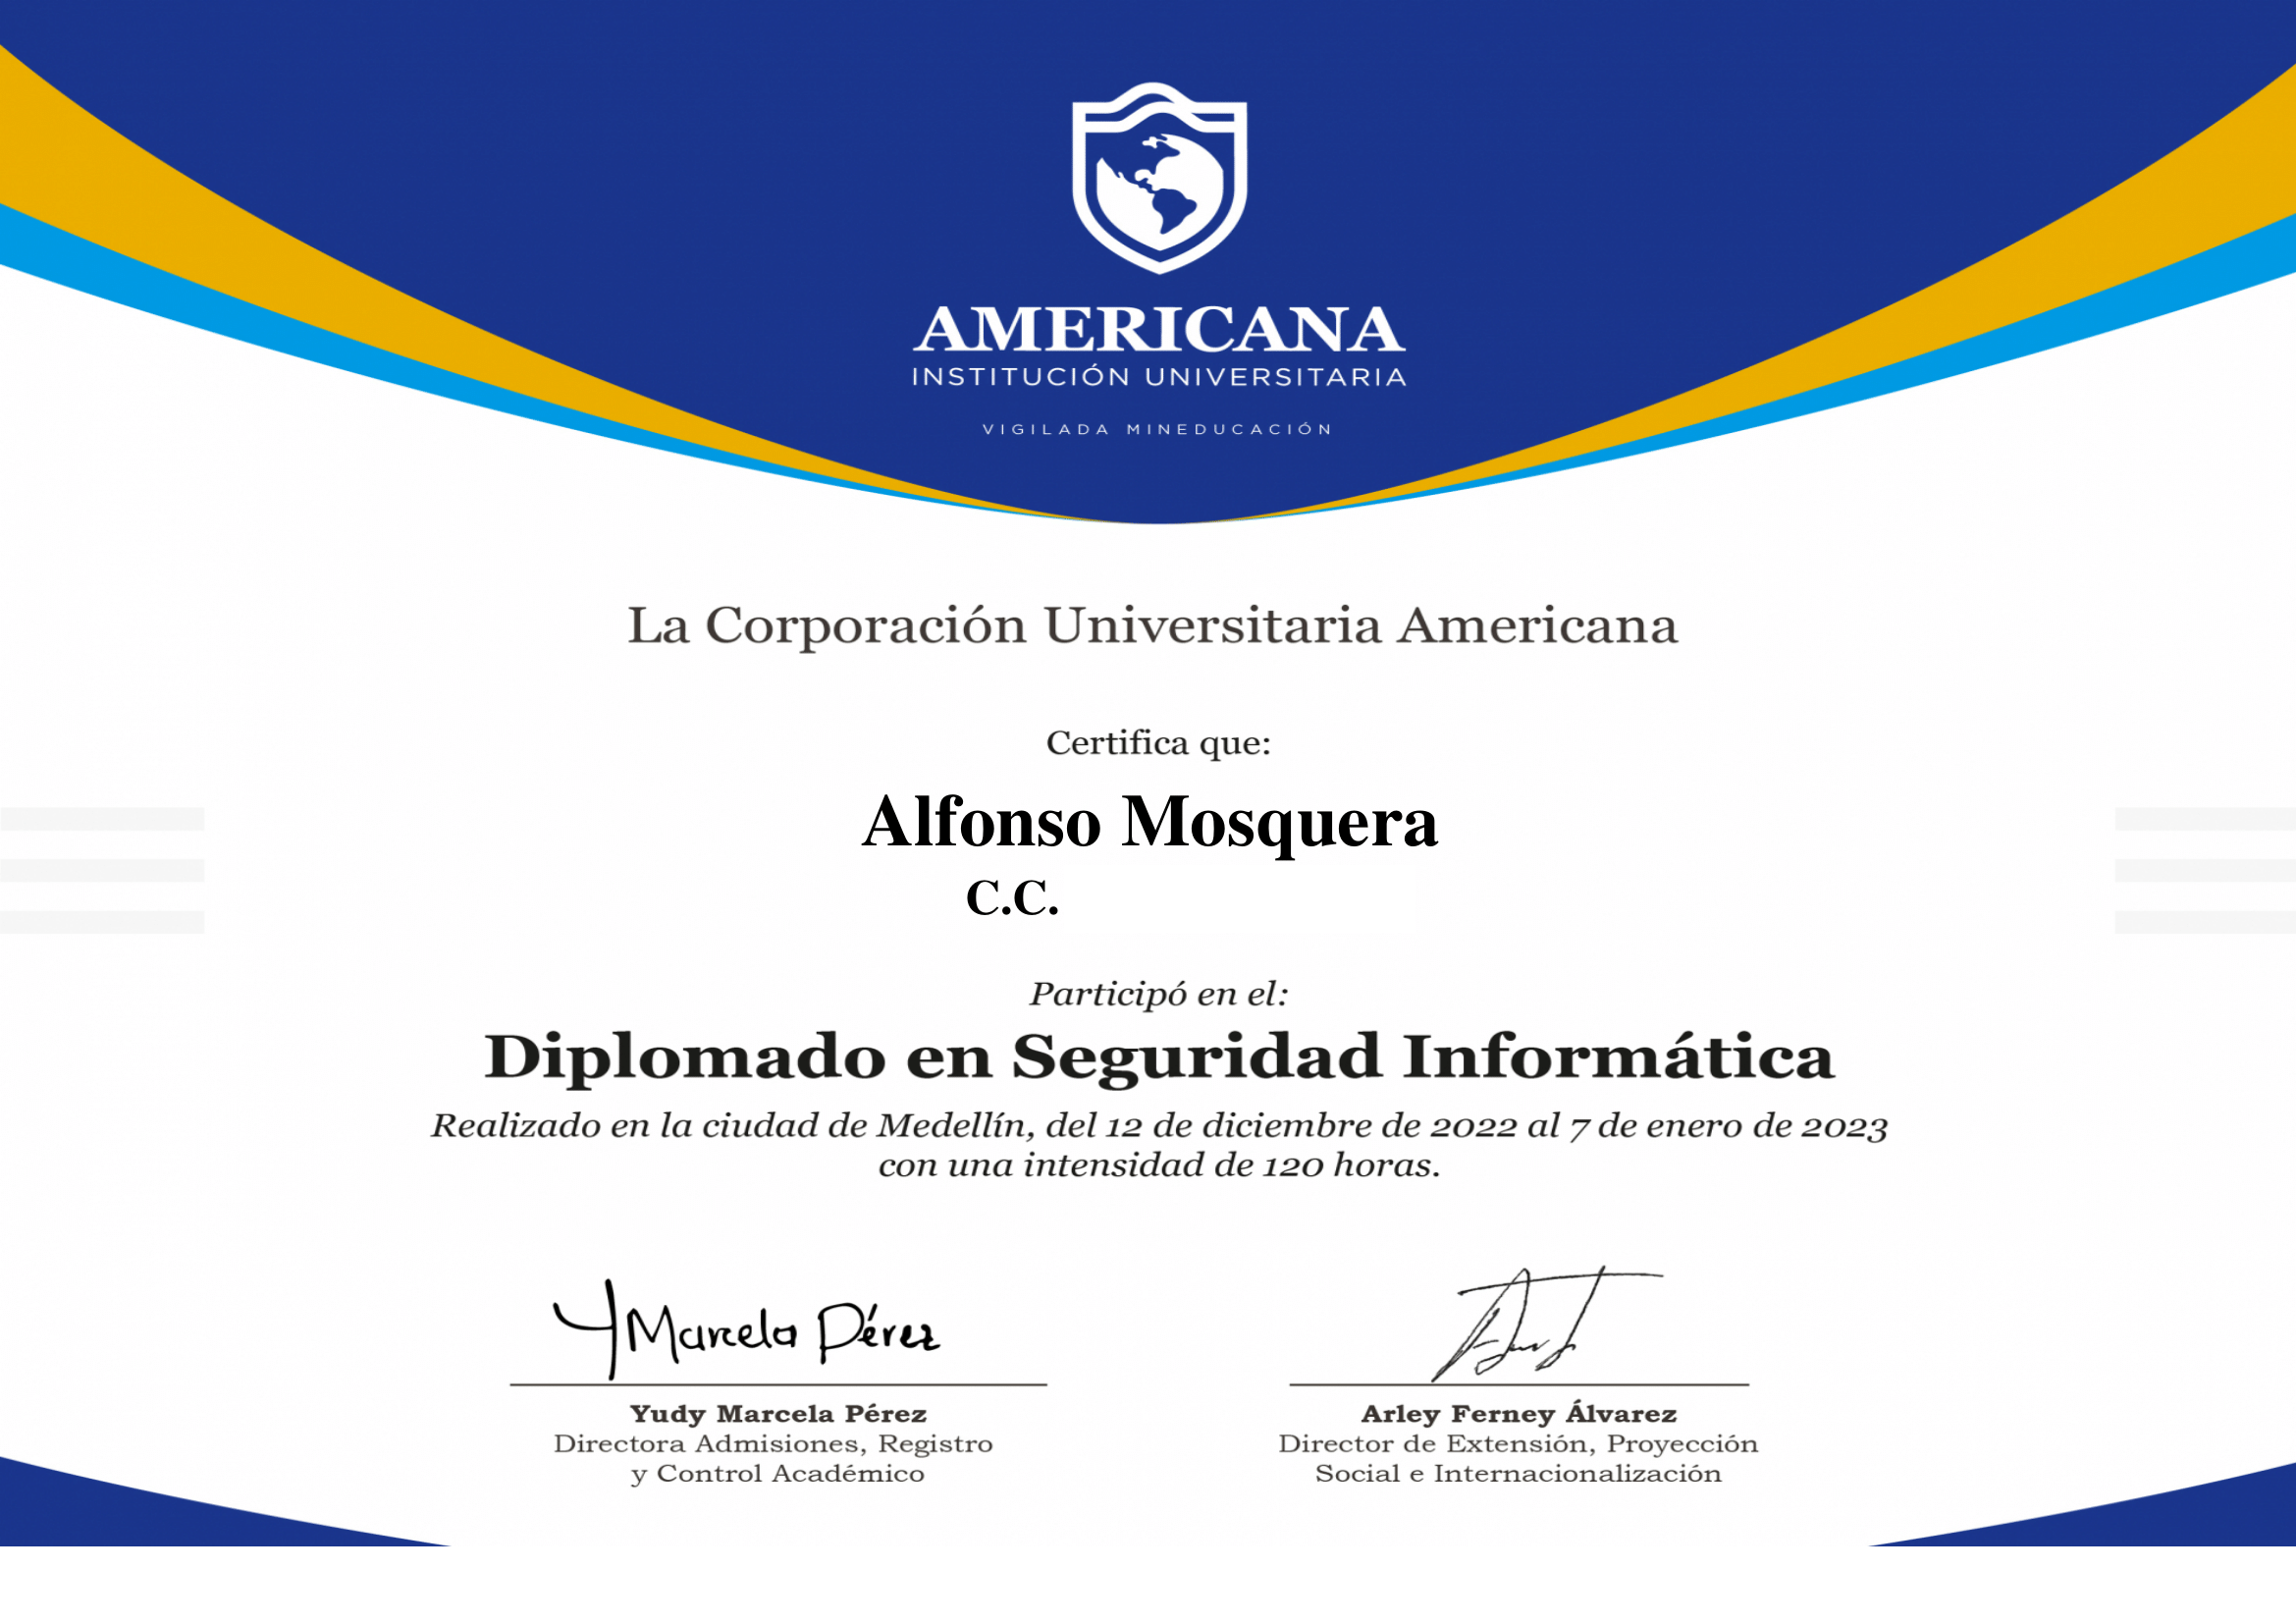 AMERICANA
INSTITUCIÓN UNIVERSITARIA
VIGILADA MINEDUCACIÓN
La Corporación Universitaria Americana
Certifica que:
Alfonso Mosquera
C.C.
Participó en el:
Diplomado en Seguridad Informática
Realizado en la ciudad de Medellín, del 12 de diciembre de 2022 al 7 de enero de 2023
con una intensidad de 120 horas.
Y Marcela Pérez
Yudy Marcela Pérez
Directora Admisiones, Registro
y Control Académico
Arley Ferney Álvarez
Director de Extensión, Proyección
Social e Internacionalización